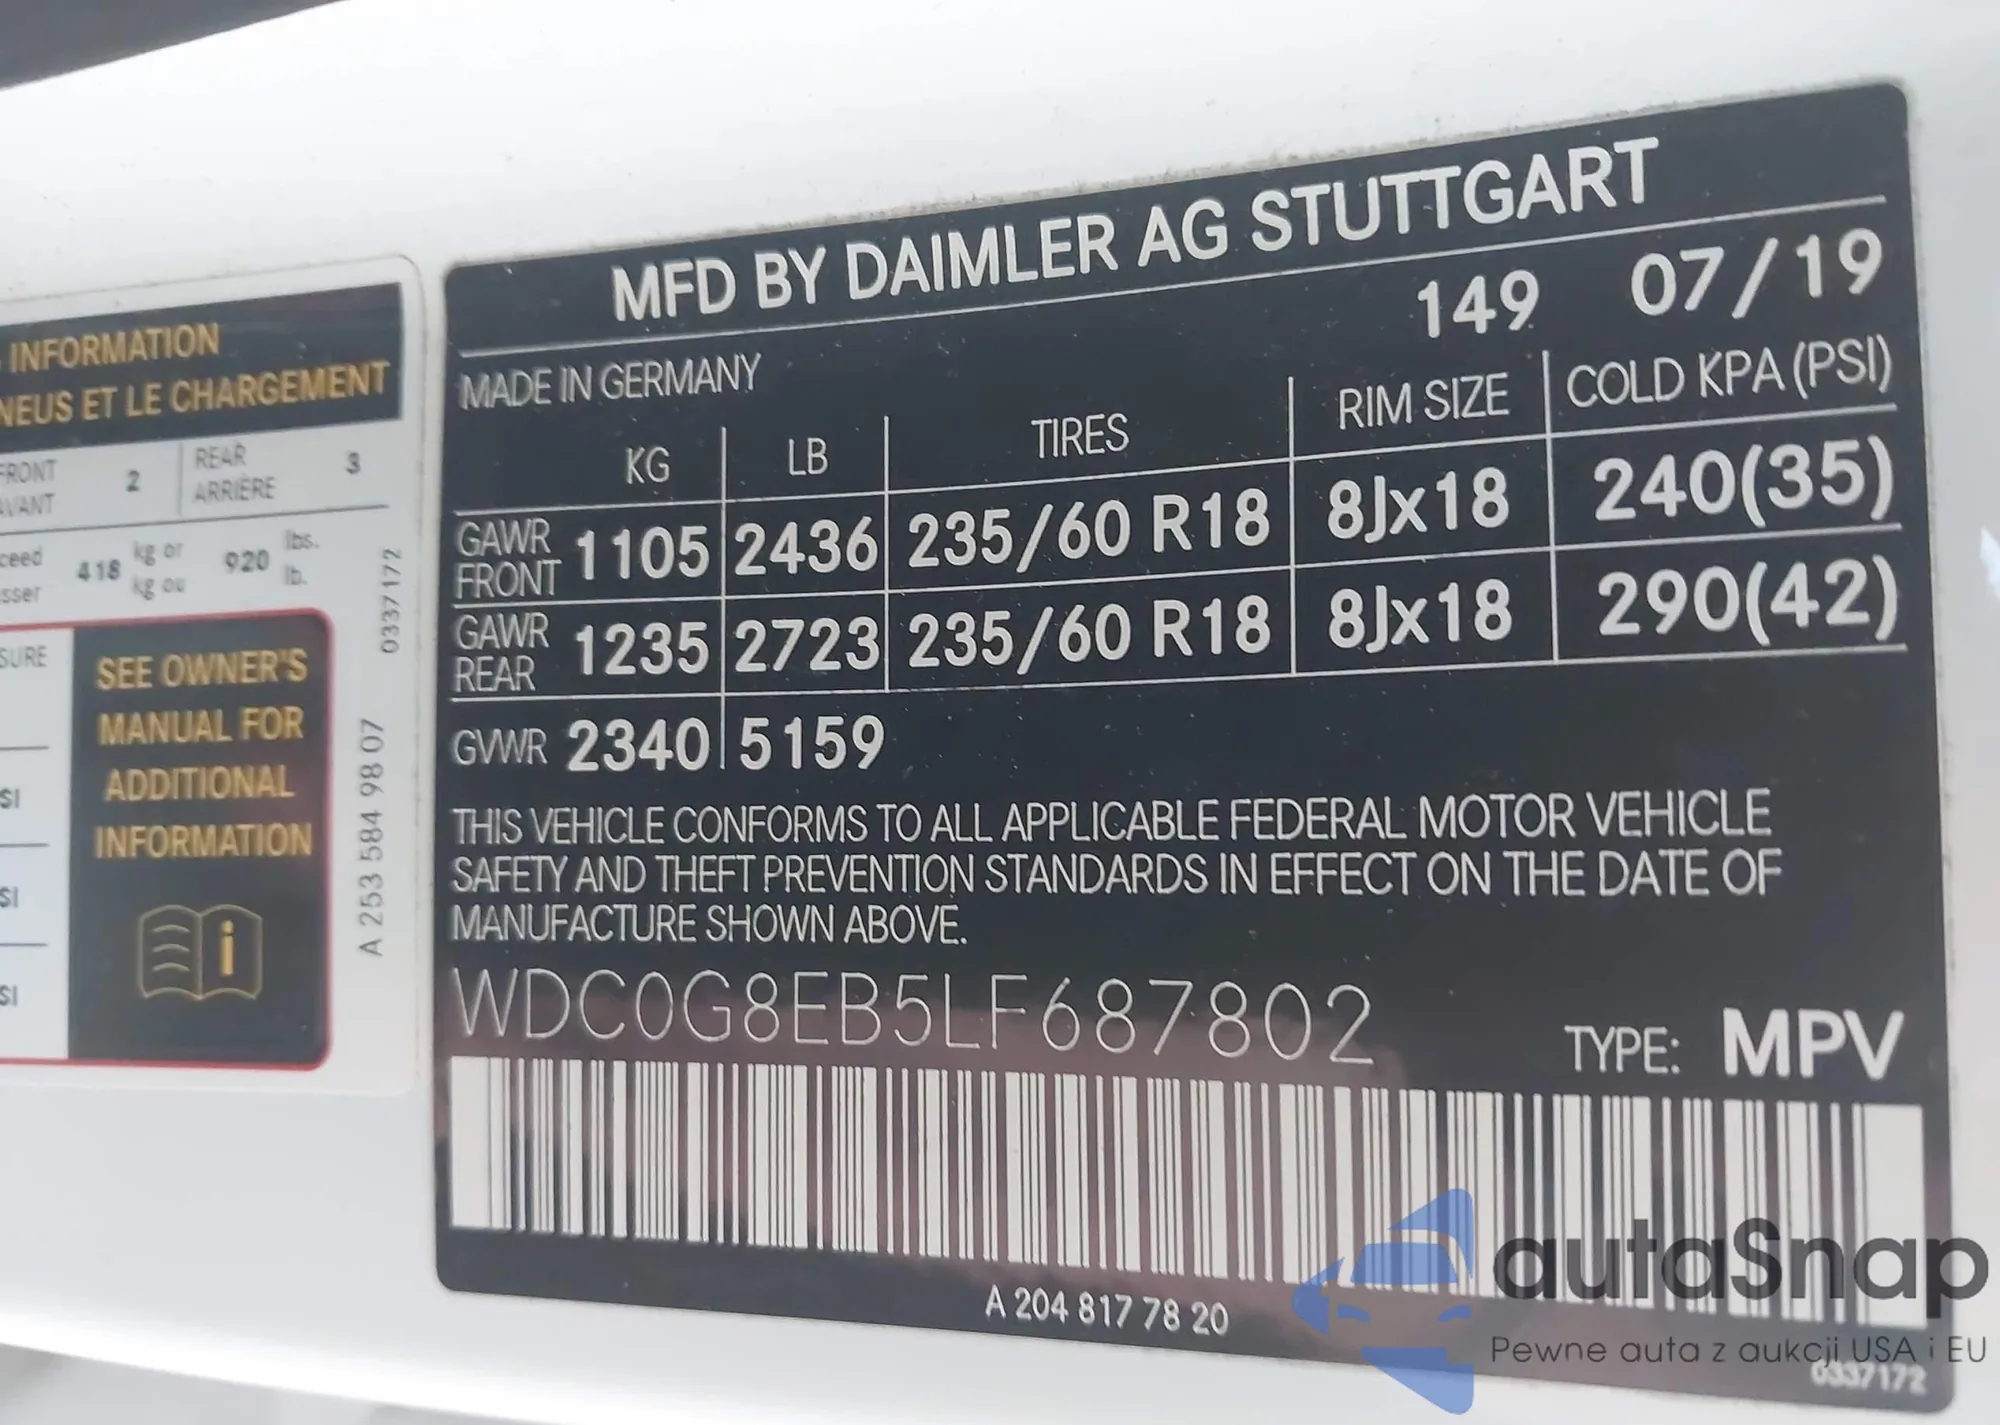 INFORMATION
NEUS ET LE CHARGEMENT
FRONT
AVANT
2
REAR
ARRIÈRE
3
418
kg or
kg ou
920
lbs.
lb.
0337172
SURE
SEE OWNER'S
MANUAL FOR
ADDITIONAL
INFORMATION
i
SI
SI
SI
A 253 584 98 07
MFD BY DAIMLER AG STUTTGART
149 07/19
MADE IN GERMANY
KG LB TIRES RIM SIZE COLD KPA (PSI)
GAWR FRONT 1105 2436 235/60 R18 8Jx18 240(35)
GAWR REAR 1235 2723 235/60 R18 8Jx18 290(42)
GVWR 2340 5159
THIS VEHICLE CONFORMS TO ALL APPLICABLE FEDERAL MOTOR VEHICLE
SAFETY AND THEFT PREVENTION STANDARDS IN EFFECT ON THE DATE OF
MANUFACTURE SHOWN ABOVE.
WDC0G8EB5LF687802
TYPE: MPV
A 204 817 78 20
autaSnap
Pewne auta z aukcji USA i EU
0337172